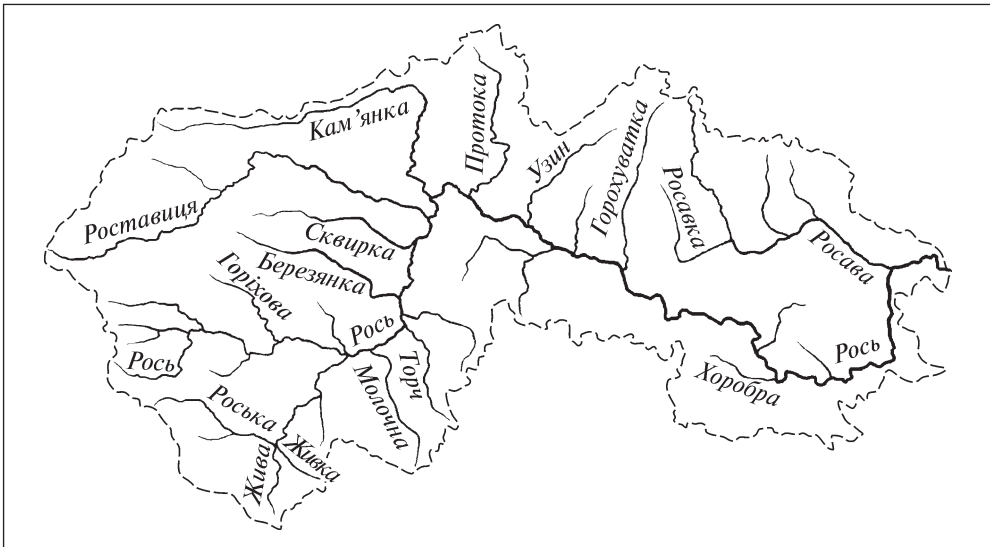 Протока
Кам’янка
Узин
Горохуватка
Росавка
Роставиця
Сквирка
Березянка
Горіхова
Росава
Рось
Рось
Рось
Торч
Молочна
Хоробра
Роська
Живка
Жива